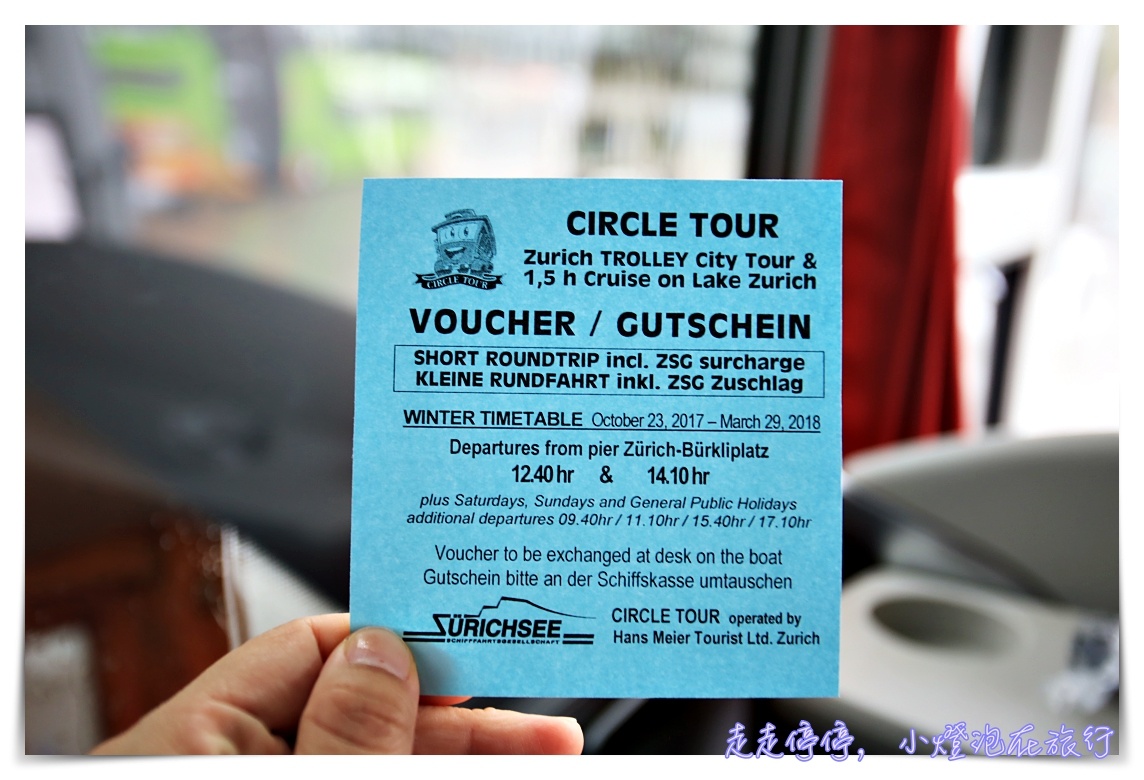 CIRCLE TOUR
CIRCLE TOUR
Zurich TROLLEY City Tour &
1,5 h Cruise on Lake Zurich
VOUCHER / GUTSCHEIN
SHORT ROUNDTRIP incl. ZSG surcharge
KLEINE RUNDFAHRT inkl. ZSG Zuschlag
WINTER TIMETABLE October 23, 2017 – March 29, 2018
Departures from pier Zürich-Bürkliplatz
12.40 hr & 14.10 hr
plus Saturdays, Sundays and General Public Holidays
additional departures 09.40hr / 11.10hr / 15.40hr / 17.10hr
Voucher to be exchanged at desk on the boat
Gutschein bitte an der Schiffskasse umtauschen
ZÜRICHSEE
SCHIFFFAHRTSGESELLSCHAFT
CIRCLE TOUR operated by
Hans Meier Tourist Ltd. Zurich
走走停停，小燈泡在旅行